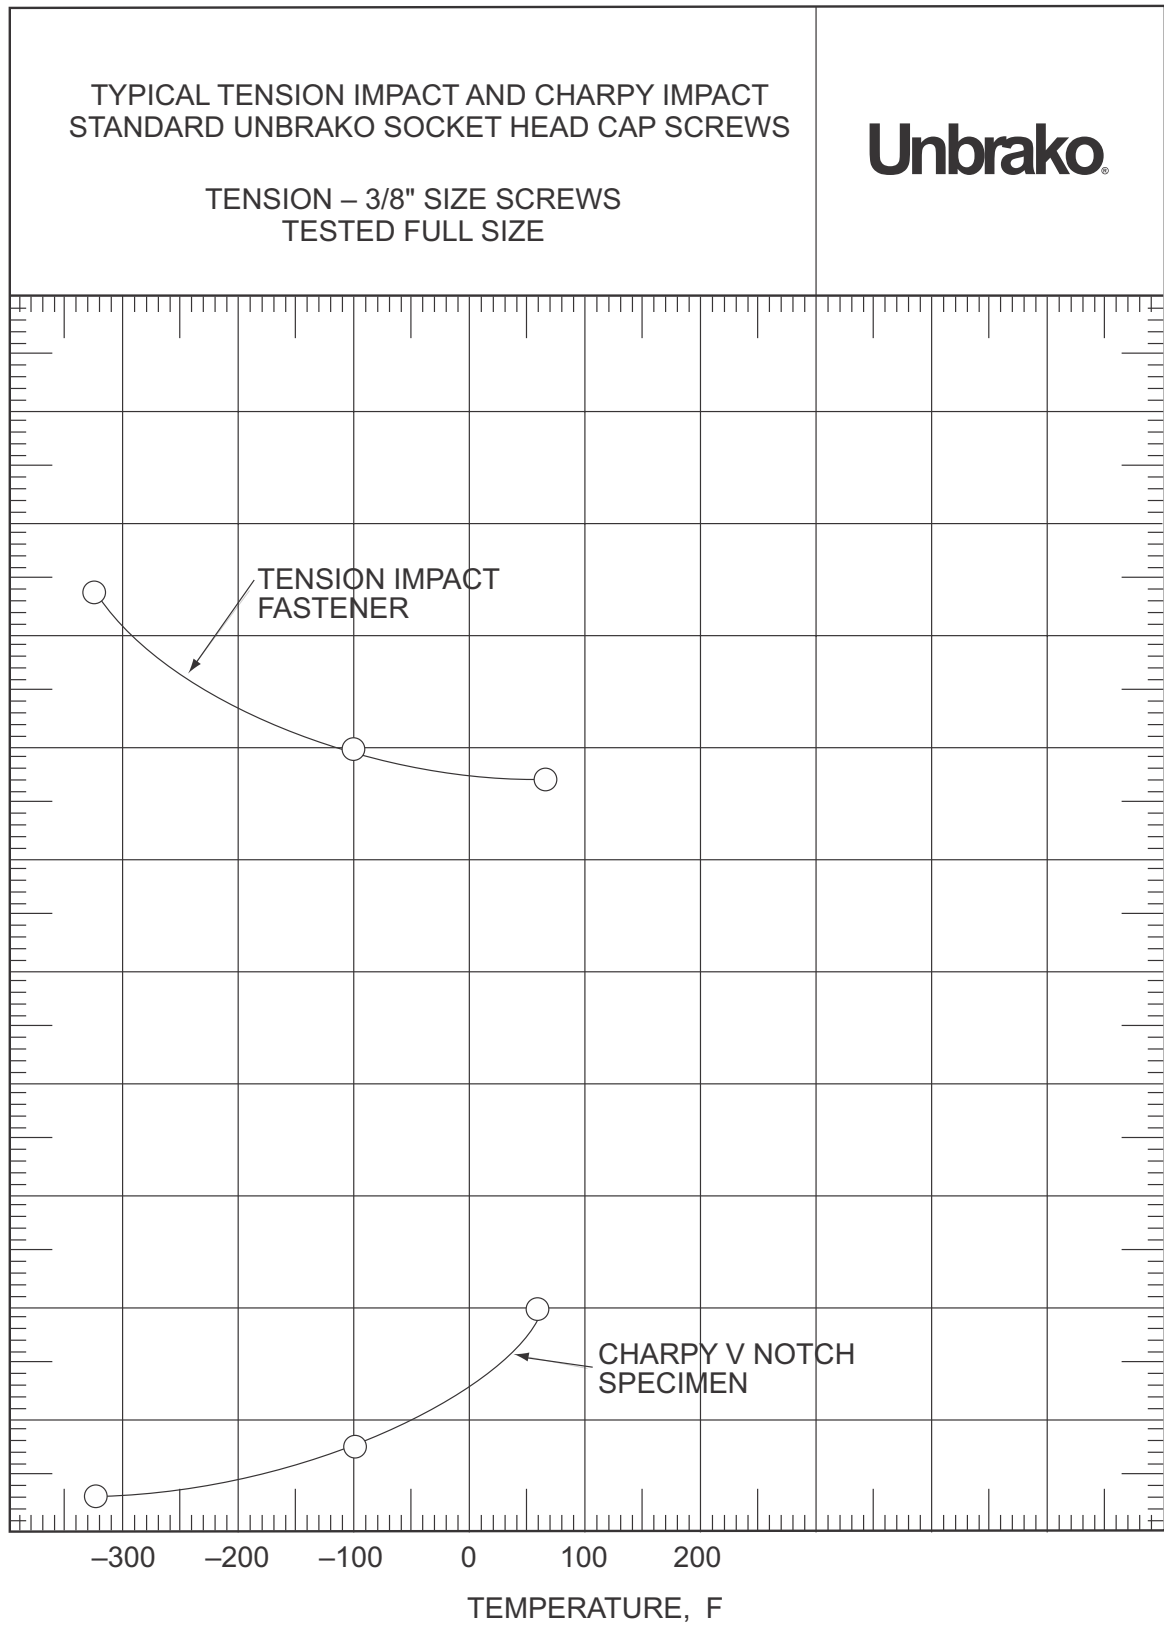 TYPICAL TENSION IMPACT AND CHARPY IMPACT
STANDARD UNBRAKO SOCKET HEAD CAP SCREWS
TENSION – 3/8" SIZE SCREWS
TESTED FULL SIZE
Unbrako®
TENSION IMPACT
FASTENER
CHARPY V NOTCH
SPECIMEN
–300 –200 –100 0 100 200
TEMPERATURE, F